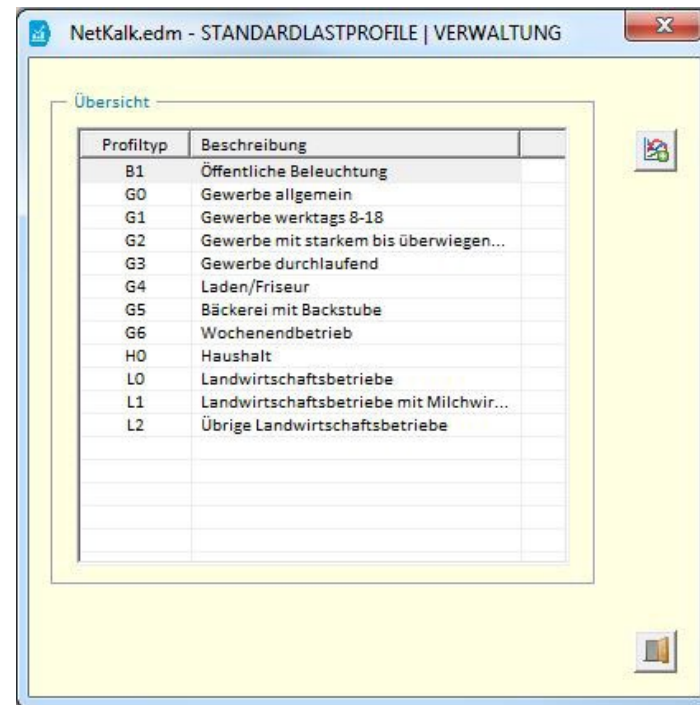 NetKalk.edm - STANDARDLASTPROFILE | VERWALTUNG
Übersicht
Profiltyp Beschreibung
B1 Öffentliche Beleuchtung
G0 Gewerbe allgemein
G1 Gewerbe werktags 8-18
G2 Gewerbe mit starkem bis überwiegen...
G3 Gewerbe durchlaufend
G4 Laden/Friseur
G5 Bäckerei mit Backstube
G6 Wochenendbetrieb
H0 Haushalt
L0 Landwirtschaftsbetriebe
L1 Landwirtschaftsbetriebe mit Milchwir...
L2 Übrige Landwirtschaftsbetriebe